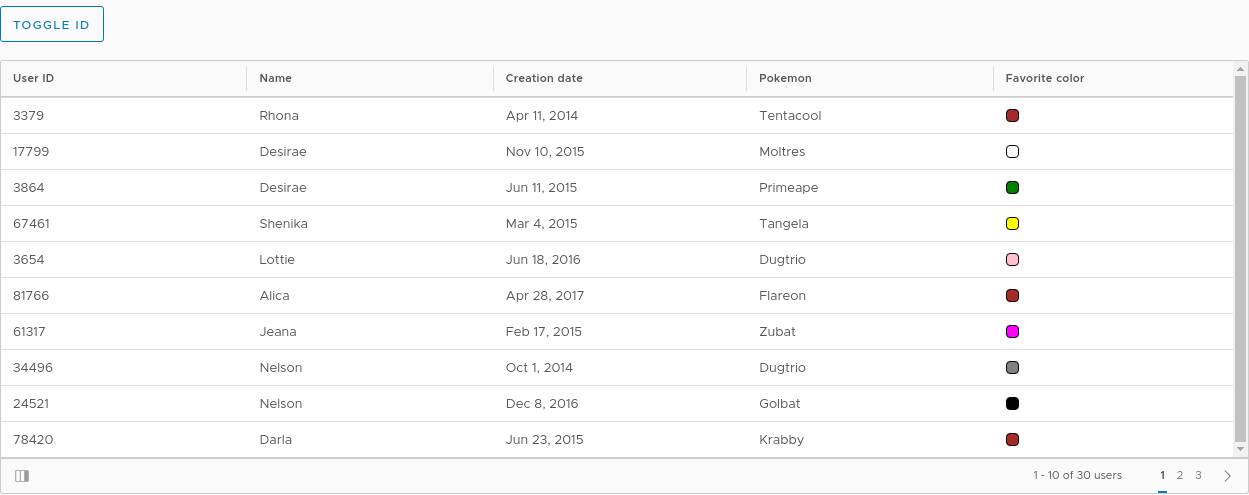 TOGGLE ID
User ID Name Creation date Pokemon Favorite color
3379 Rhona Apr 11, 2014 Tentacool
17799 Desirae Nov 10, 2015 Moltres
3864 Desirae Jun 11, 2015 Primeape
67461 Shenika Mar 4, 2015 Tangela
3654 Lottie Jun 18, 2016 Dugtrio
81766 Alica Apr 28, 2017 Flareon
61317 Jeana Feb 17, 2015 Zubat
34496 Nelson Oct 1, 2014 Dugtrio
24521 Nelson Dec 8, 2016 Golbat
78420 Darla Jun 23, 2015 Krabby
1 - 10 of 30 users 1 2 3